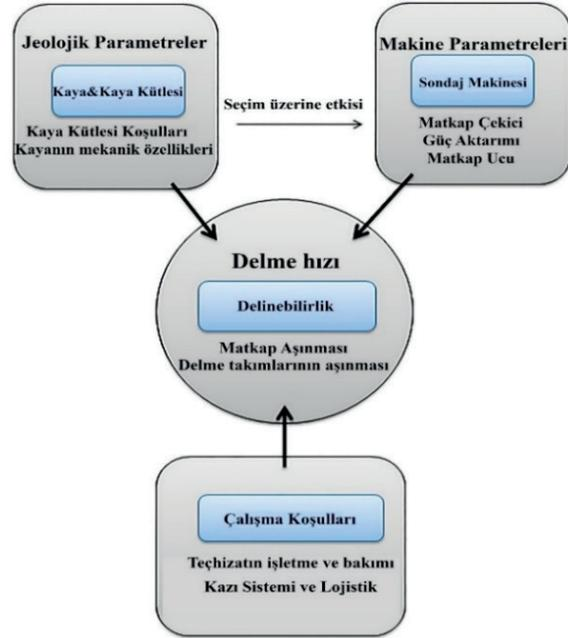 Jeolojik Parametreler
Kaya&Kaya Kütlesi
Kaya Kütlesi Koşulları
Kayanın mekanik özellikleri
Seçim üzerine etkisi
Makine Parametreleri
Sondaj Makinesi
Matkap Çekici
Güç Aktarımı
Matkap Ucu
Delme hızı
Delinebilirlik
Matkap Aşınması
Delme takımlarının aşınması
Çalışma Koşulları
Teçhizatın işletme ve bakımı
Kazı Sistemi ve Lojistik